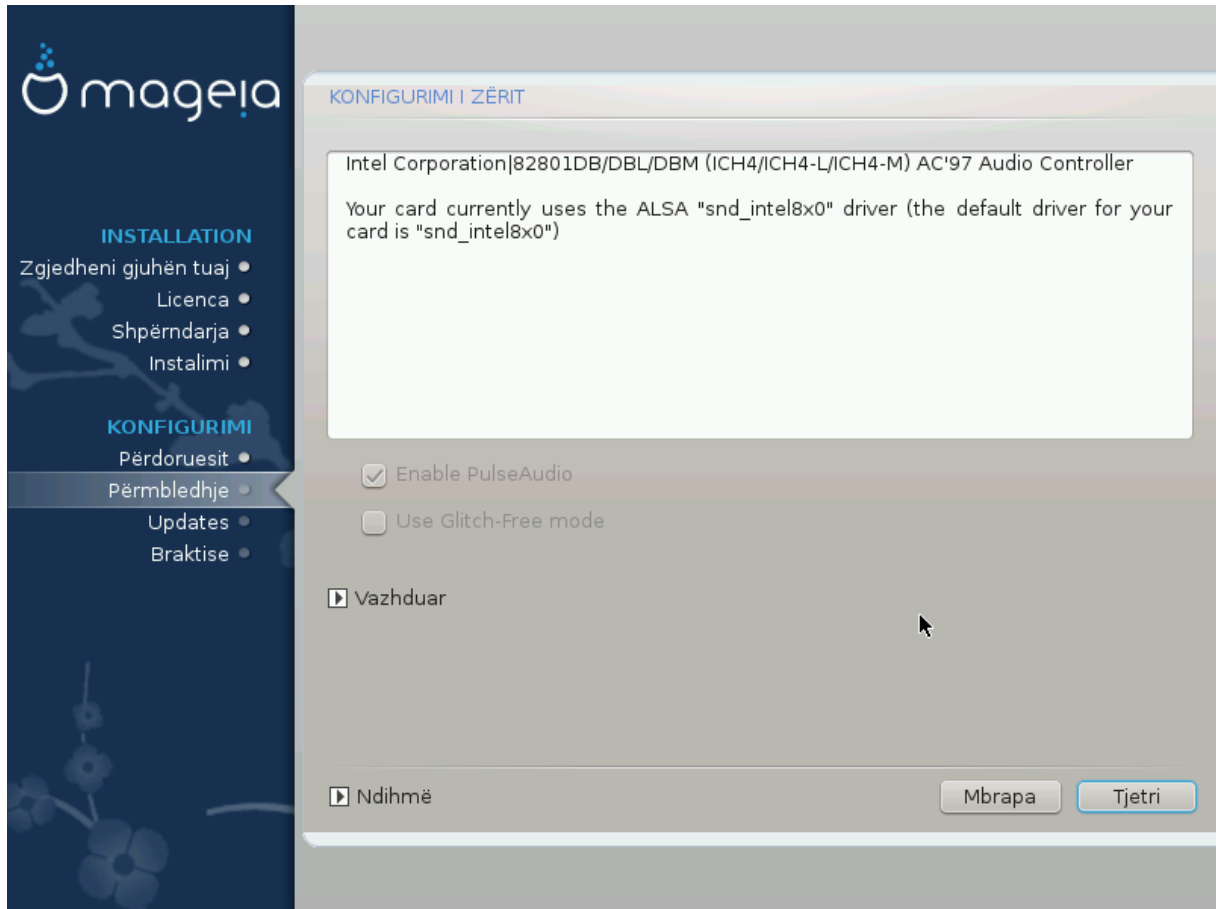 mageia
INSTALLATION
Zgjedheni gjuhën tuaj
Licenca
Shpërndarja
Instalimi
KONFIGURIMI
Përdoruesit
Përmbledhje
Updates
Braktise
KONFIGURIMI I ZËRIT
Intel Corporation|82801DB/DBL/DBM (ICH4/ICH4-L/ICH4-M) AC'97 Audio Controller
Your card currently uses the ALSA "snd_intel8x0" driver (the default driver for your
card is "snd_intel8x0")
Enable PulseAudio
Use Glitch-Free mode
Vazhduar
Ndihmë
Mbrapa
Tjetri